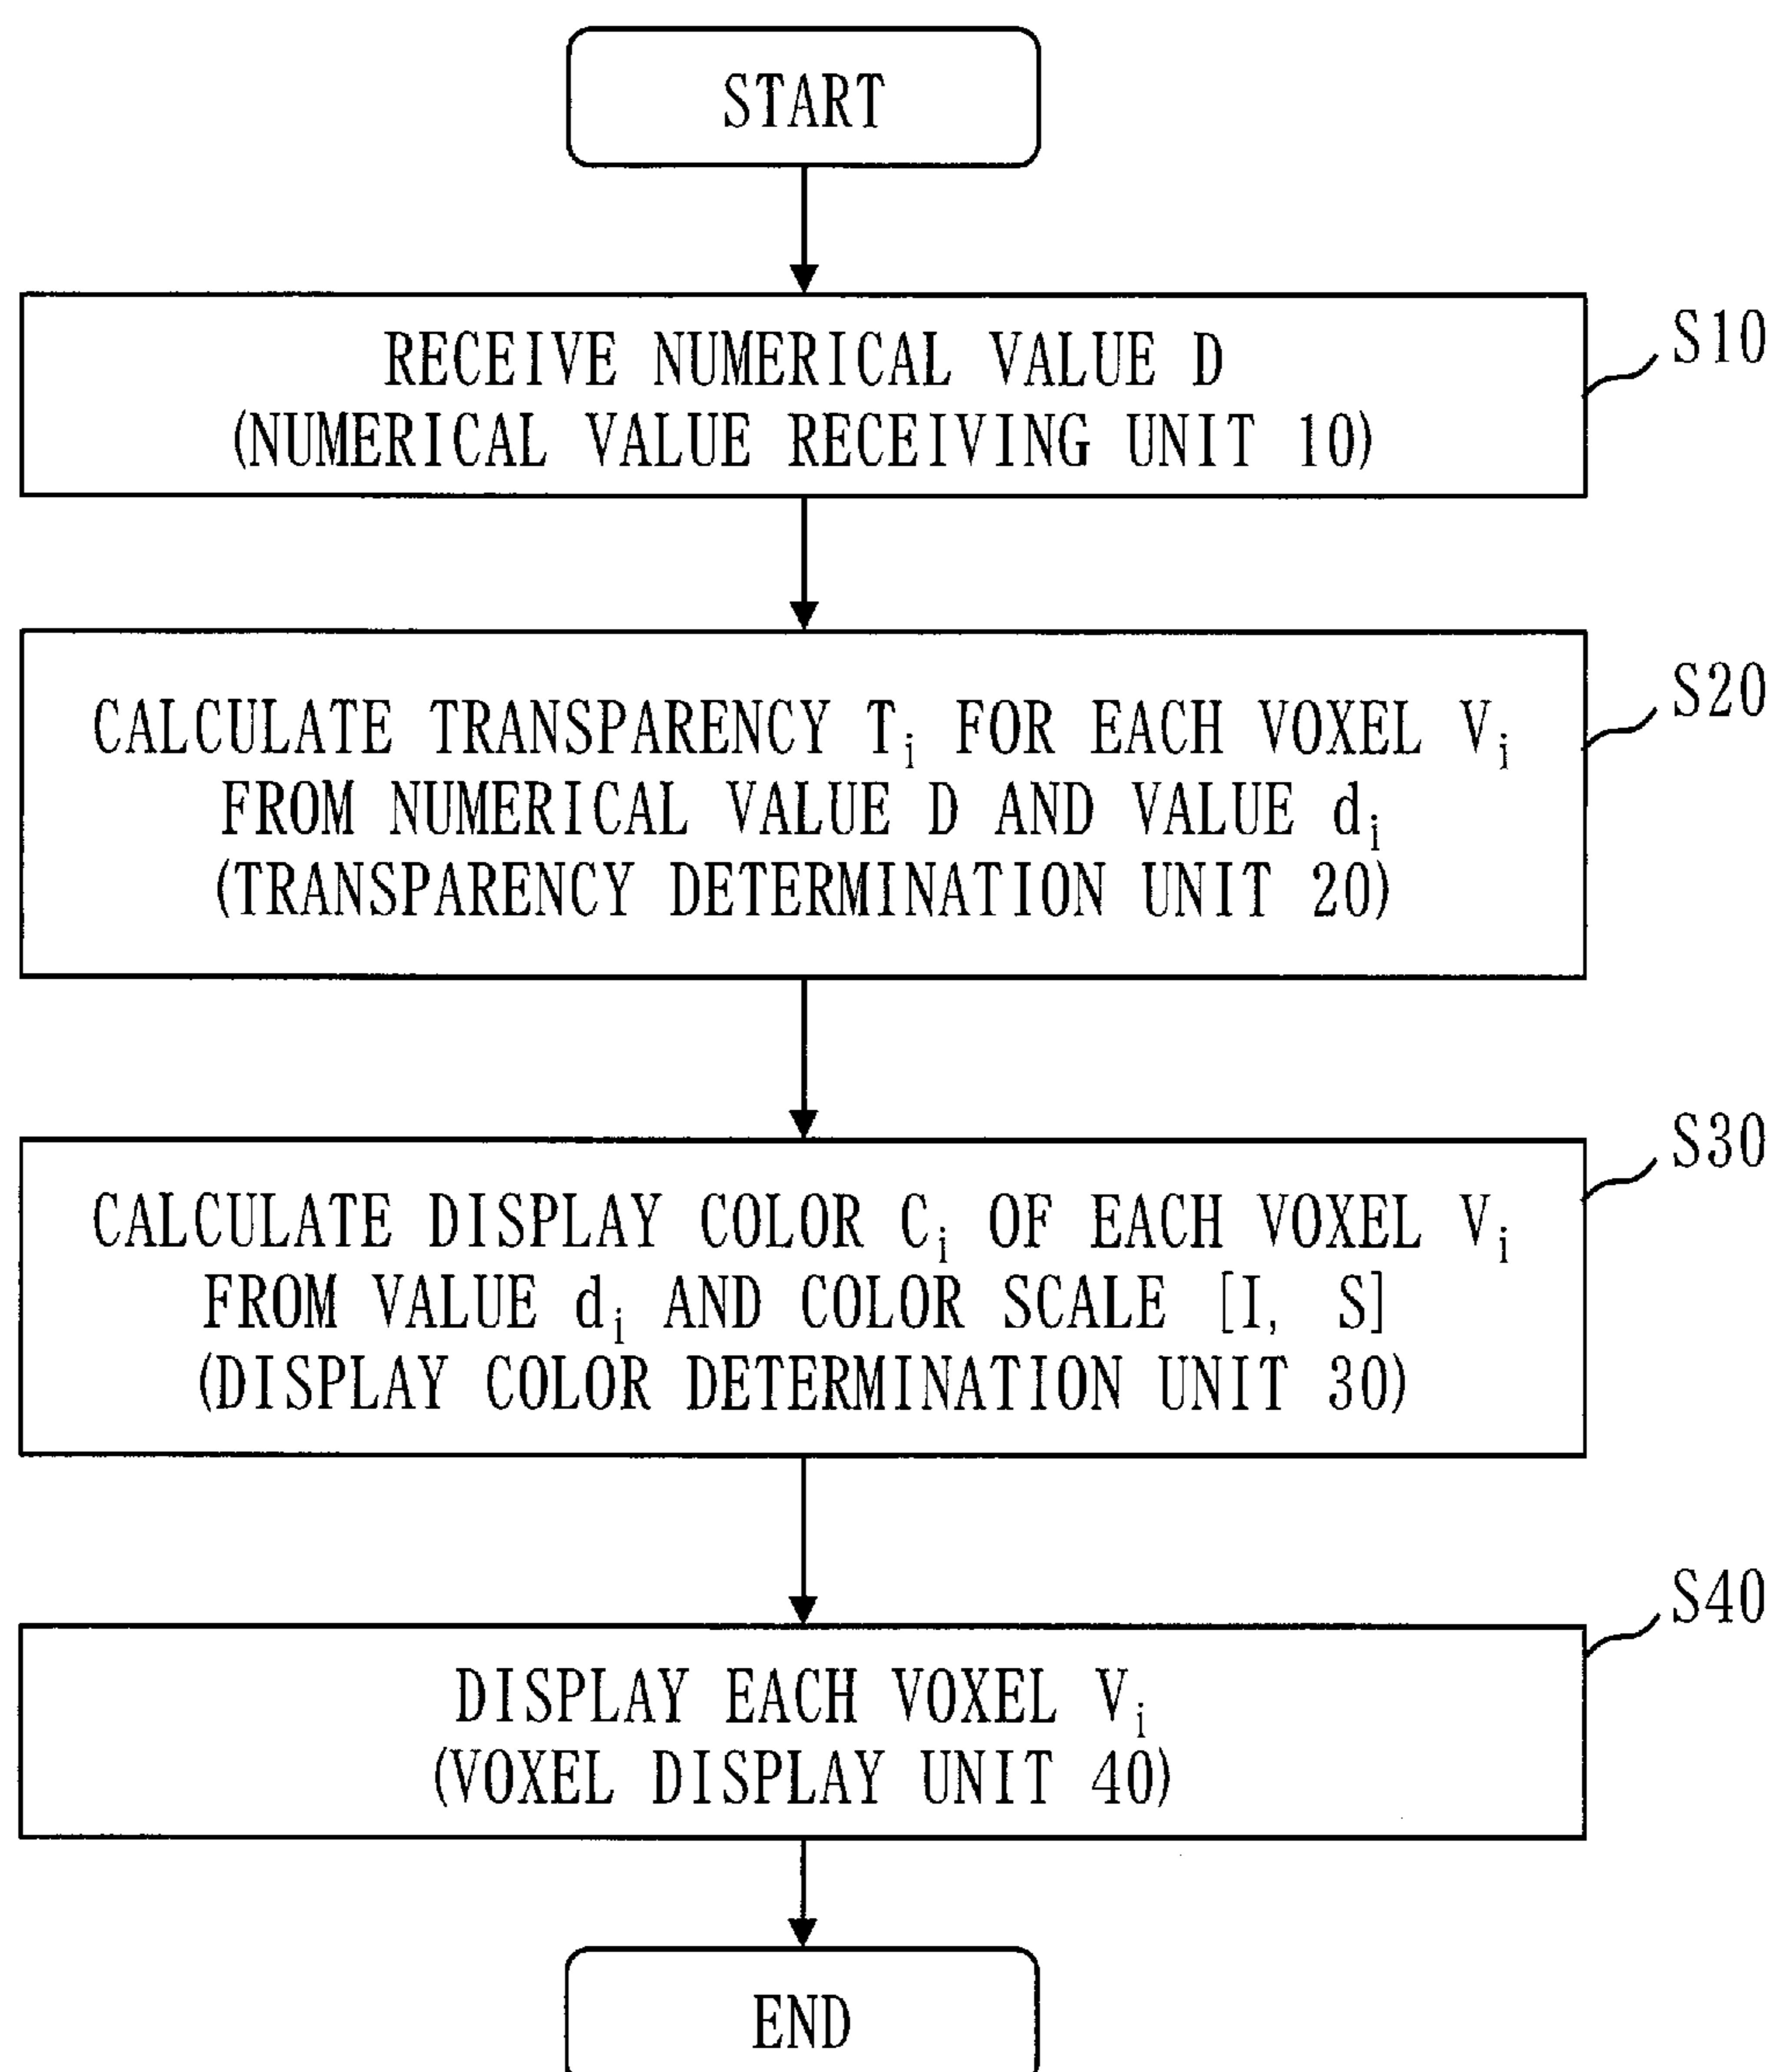 START
RECEIVE NUMERICAL VALUE D
(NUMERICAL VALUE RECEIVING UNIT 10)
S10
CALCULATE TRANSPARENCY Ti FOR EACH VOXEL Vi
FROM NUMERICAL VALUE D AND VALUE di
(TRANSPARENCY DETERMINATION UNIT 20)
S20
CALCULATE DISPLAY COLOR Ci OF EACH VOXEL Vi
FROM VALUE di AND COLOR SCALE [I, S]
(DISPLAY COLOR DETERMINATION UNIT 30)
S30
DISPLAY EACH VOXEL Vi
(VOXEL DISPLAY UNIT 40)
S40
END